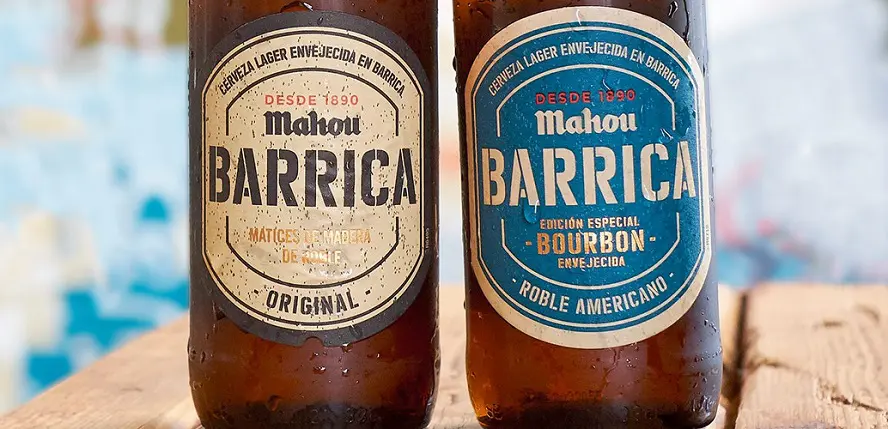 CERVEZA LAGER ENVEJECIDA EN BARRICA
DESDE 1890
Mahou
BARRICA
MATICES DE MADERA
DE ROBLE
- ORIGINAL -
CERVEZA LAGER ENVEJECIDA EN BARRICA
DESDE 1890
Mahou
BARRICA
EDICIÓN ESPECIAL
- BOURBON -
ENVEJECIDA
- ROBLE AMERICANO -